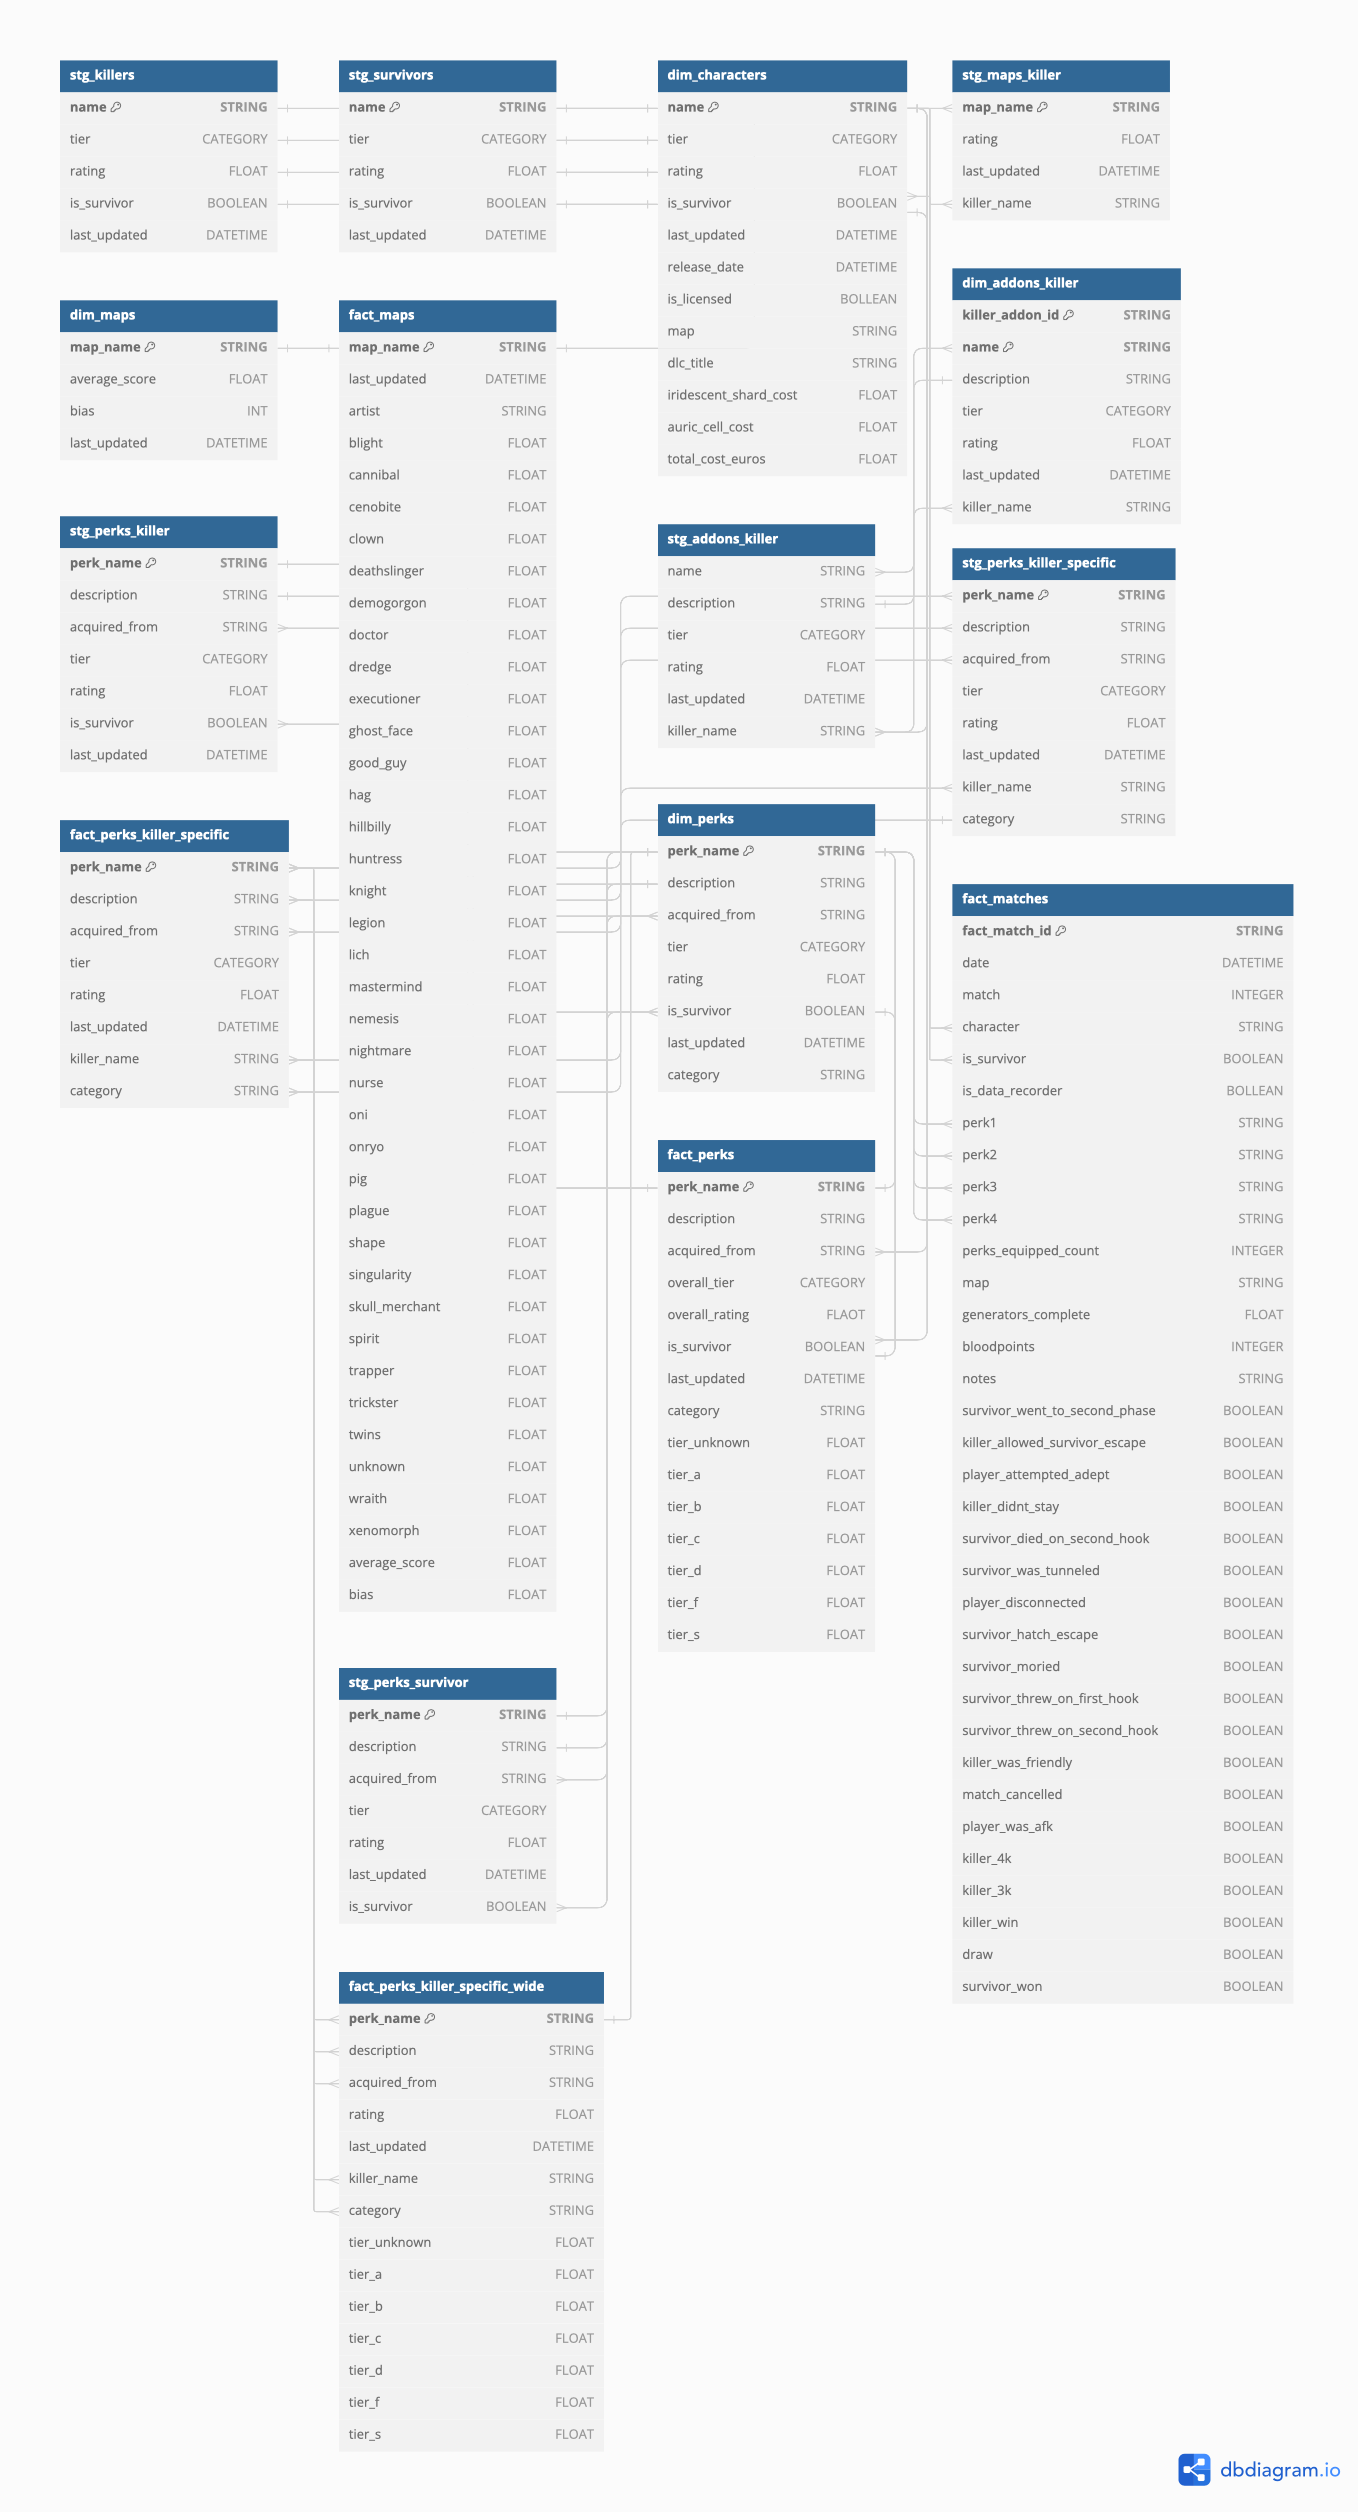 stg_killers
name STRING
tier CATEGORY
rating FLOAT
is_survivor BOOLEAN
last_updated DATETIME
stg_survivors
name STRING
tier CATEGORY
rating FLOAT
is_survivor BOOLEAN
last_updated DATETIME
dim_characters
name STRING
tier CATEGORY
rating FLOAT
is_survivor BOOLEAN
last_updated DATETIME
release_date DATETIME
is_licensed BOLLEAN
map STRING
dlc_title STRING
iridescent_shard_cost FLOAT
auric_cell_cost FLOAT
total_cost_euros FLOAT
stg_maps_killer
map_name STRING
rating FLOAT
last_updated DATETIME
killer_name STRING
dim_maps
map_name STRING
average_score FLOAT
bias INT
last_updated DATETIME
fact_maps
map_name STRING
last_updated DATETIME
artist STRING
blight FLOAT
cannibal FLOAT
cenobite FLOAT
clown FLOAT
deathslinger FLOAT
demogorgon FLOAT
doctor FLOAT
dredge FLOAT
executioner FLOAT
ghost_face FLOAT
good_guy FLOAT
hag FLOAT
hillbilly FLOAT
huntress FLOAT
knight FLOAT
legion FLOAT
lich FLOAT
mastermind FLOAT
nemesis FLOAT
nightmare FLOAT
nurse FLOAT
oni FLOAT
onryo FLOAT
pig FLOAT
plague FLOAT
shape FLOAT
singularity FLOAT
skull_merchant FLOAT
spirit FLOAT
trapper FLOAT
trickster FLOAT
twins FLOAT
unknown FLOAT
wraith FLOAT
xenomorph FLOAT
average_score FLOAT
bias FLOAT
dim_addons_killer
killer_addon_id STRING
name STRING
description STRING
tier CATEGORY
rating FLOAT
last_updated DATETIME
killer_name STRING
stg_perks_killer
perk_name STRING
description STRING
acquired_from STRING
tier CATEGORY
rating FLOAT
is_survivor BOOLEAN
last_updated DATETIME
stg_addons_killer
name STRING
description STRING
tier CATEGORY
rating FLOAT
last_updated DATETIME
killer_name STRING
stg_perks_killer_specific
perk_name STRING
description STRING
acquired_from STRING
tier CATEGORY
rating FLOAT
last_updated DATETIME
killer_name STRING
category STRING
fact_perks_killer_specific
perk_name STRING
description STRING
acquired_from STRING
tier CATEGORY
rating FLOAT
last_updated DATETIME
killer_name STRING
category STRING
dim_perks
perk_name STRING
description STRING
acquired_from STRING
tier CATEGORY
rating FLOAT
is_survivor BOOLEAN
last_updated DATETIME
category STRING
fact_matches
fact_match_id STRING
date DATETIME
match INTEGER
character STRING
is_survivor BOOLEAN
is_data_recorder BOLLEAN
perk1 STRING
perk2 STRING
perk3 STRING
perk4 STRING
perks_equipped_count INTEGER
map STRING
generators_complete FLOAT
bloodpoints INTEGER
notes STRING
survivor_went_to_second_phase BOOLEAN
killer_allowed_survivor_escape BOOLEAN
player_attempted_adept BOOLEAN
killer_didnt_stay BOOLEAN
survivor_died_on_second_hook BOOLEAN
survivor_was_tunneled BOOLEAN
player_disconnected BOOLEAN
survivor_hatch_escape BOOLEAN
survivor_moried BOOLEAN
survivor_threw_on_first_hook BOOLEAN
survivor_threw_on_second_hook BOOLEAN
killer_was_friendly BOOLEAN
match_cancelled BOOLEAN
player_was_afk BOOLEAN
killer_4k BOOLEAN
killer_3k BOOLEAN
killer_win BOOLEAN
draw BOOLEAN
survivor_won BOOLEAN
fact_perks
perk_name STRING
description STRING
acquired_from STRING
overall_tier CATEGORY
overall_rating FLAOT
is_survivor BOOLEAN
last_updated DATETIME
category STRING
tier_unknown FLOAT
tier_a FLOAT
tier_b FLOAT
tier_c FLOAT
tier_d FLOAT
tier_f FLOAT
tier_s FLOAT
stg_perks_survivor
perk_name STRING
description STRING
acquired_from STRING
tier CATEGORY
rating FLOAT
last_updated DATETIME
is_survivor BOOLEAN
fact_perks_killer_specific_wide
perk_name STRING
description STRING
acquired_from STRING
rating FLOAT
last_updated DATETIME
killer_name STRING
category STRING
tier_unknown FLOAT
tier_a FLOAT
tier_b FLOAT
tier_c FLOAT
tier_d FLOAT
tier_f FLOAT
tier_s FLOAT
dbdiagram.io